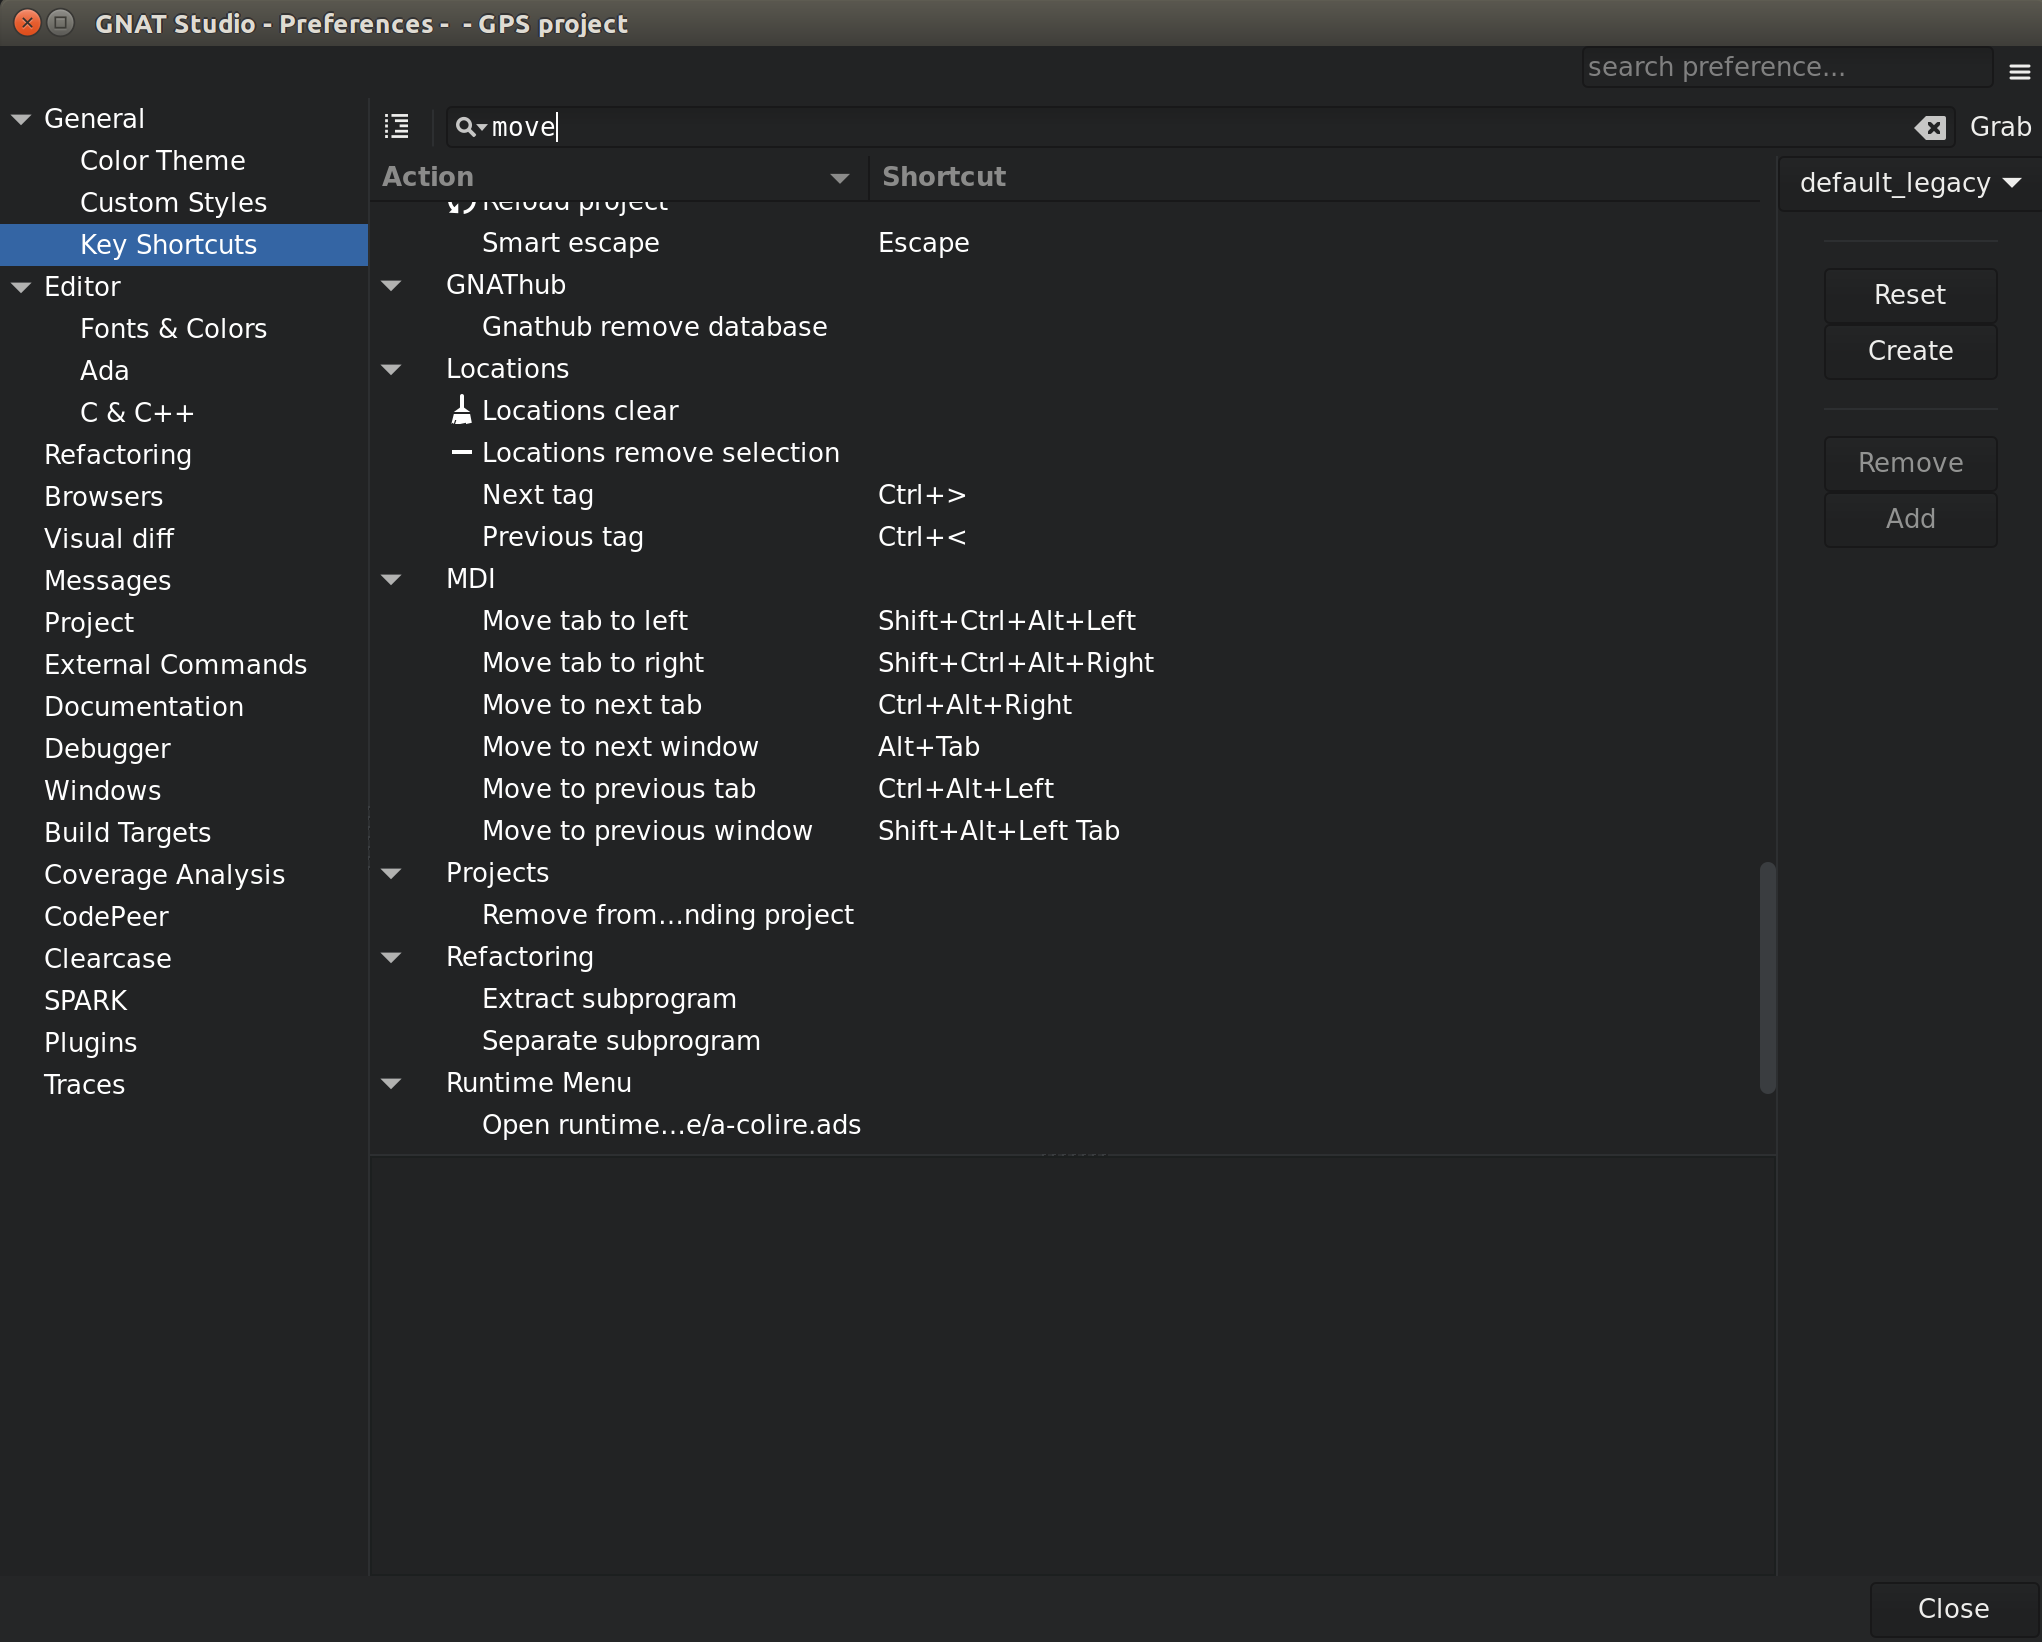 GNAT Studio - Preferences -  - GPS project
search preference...
General
Color Theme
Custom Styles
Key Shortcuts
Editor
Fonts & Colors
Ada
C & C++
Refactoring
Browsers
Visual diff
Messages
Project
External Commands
Documentation
Debugger
Windows
Build Targets
Coverage Analysis
CodePeer
Clearcase
SPARK
Plugins
Traces
move
Grab
Action Shortcut
Reload project
Smart escape Escape
GNAThub
Gnathub remove database
Locations
Locations clear
Locations remove selection
Next tag Ctrl+>
Previous tag Ctrl+<
MDI
Move tab to left Shift+Ctrl+Alt+Left
Move tab to right Shift+Ctrl+Alt+Right
Move to next tab Ctrl+Alt+Right
Move to next window Alt+Tab
Move to previous tab Ctrl+Alt+Left
Move to previous window Shift+Alt+Left Tab
Projects
Remove from...nding project
Refactoring
Extract subprogram
Separate subprogram
Runtime Menu
Open runtime...e/a-colire.ads
default_legacy
Reset
Create
Remove
Add
Close